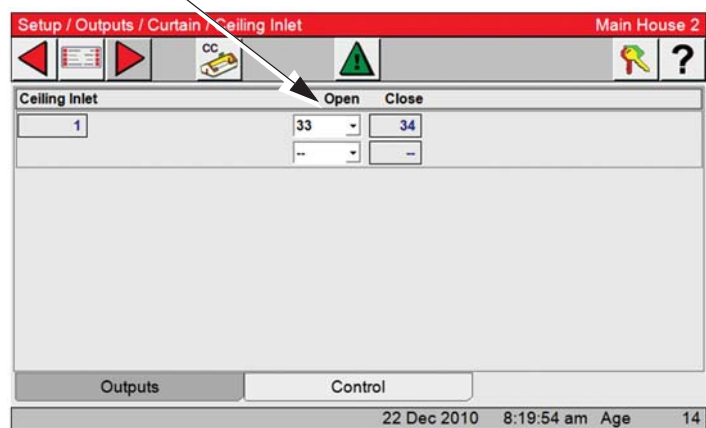 Setup / Outputs / Curtain / Ceiling Inlet Main House 2
CC
?
Ceiling Inlet Open Close
1 33 34
-- --
Outputs Control
22 Dec 2010 8:19:54 am Age 14